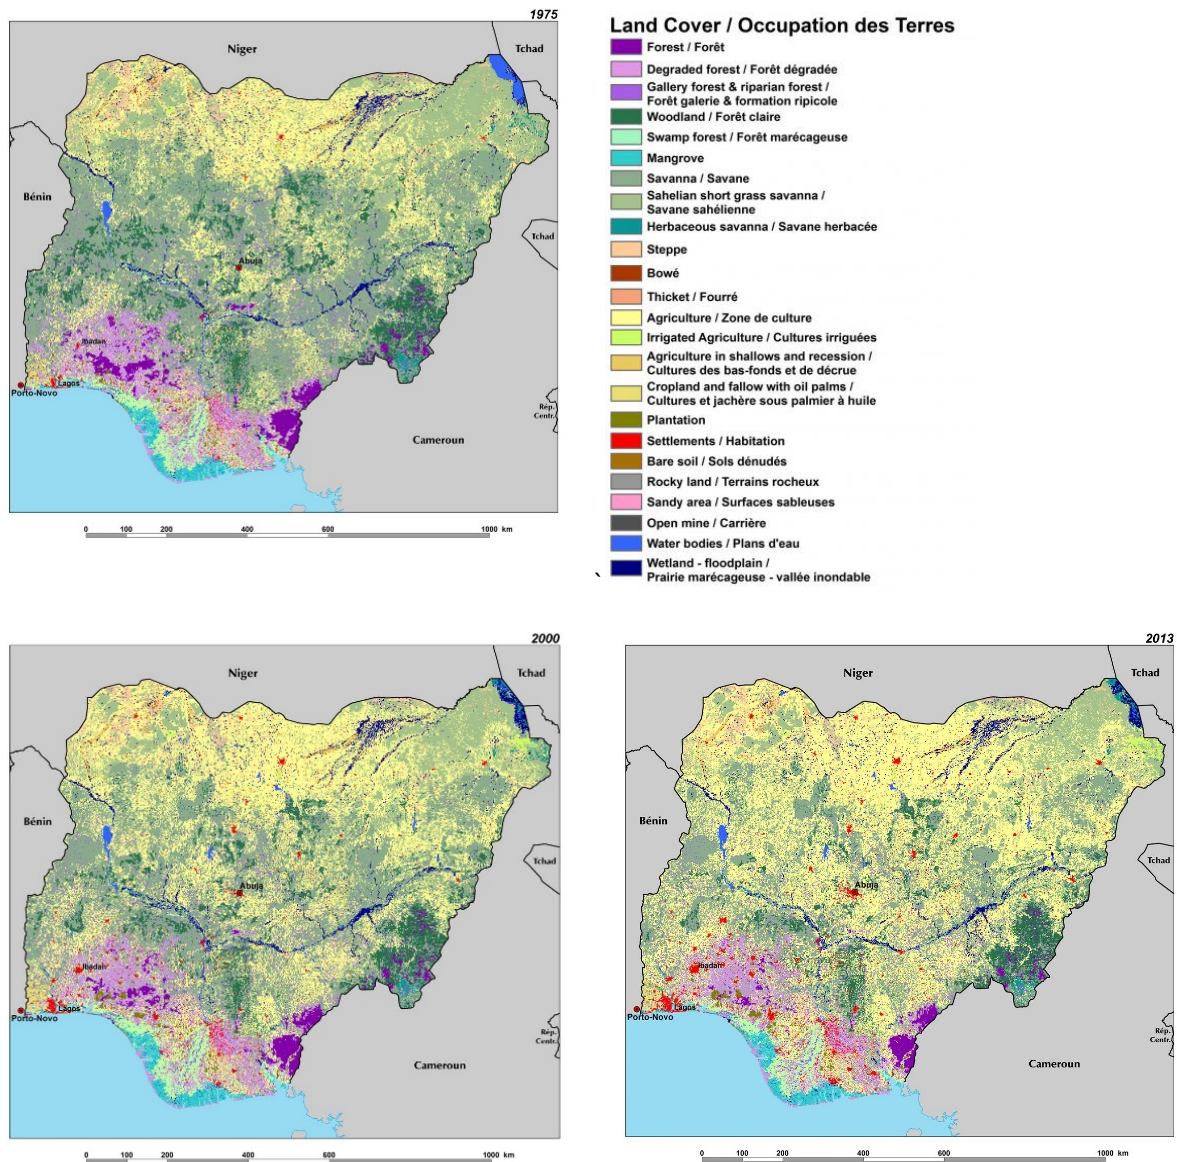 1975
Niger
Tchad
Bénin
Tchad
Abuja
Ibadan
Lagos
Porto-Novo
Rép.
Centr.
Cameroun
0 100 200 400 600 1000 km
Land Cover / Occupation des Terres
Forest / Forêt
Degraded forest / Forêt dégradée
Gallery forest & riparian forest /
Forêt galerie & formation ripicole
Woodland / Forêt claire
Swamp forest / Forêt marécageuse
Mangrove
Savanna / Savane
Sahelian short grass savanna /
Savane sahélienne
Herbaceous savanna / Savane herbacée
Steppe
Bowé
Thicket / Fourré
Agriculture / Zone de culture
Irrigated Agriculture / Cultures irriguées
Agriculture in shallows and recession /
Cultures des bas-fonds et de décrue
Cropland and fallow with oil palms /
Cultures et jachère sous palmier à huile
Plantation
Settlements / Habitation
Bare soil / Sols dénudés
Rocky land / Terrains rocheux
Sandy area / Surfaces sableuses
Open mine / Carrière
Water bodies / Plans d'eau
Wetland - floodplain /
Prairie marécageuse - vallée inondable
`
2000
Niger
Tchad
Bénin
Tchad
Abuja
Ibadan
Lagos
Porto-Novo
Rép.
Centr.
Cameroun
0 100 200 400 600 1000 km
2013
Niger
Tchad
Bénin
Tchad
Abuja
Ibadan
Lagos
Porto-Novo
Rép.
Centr.
Cameroun
0 100 200 400 600 1000 km